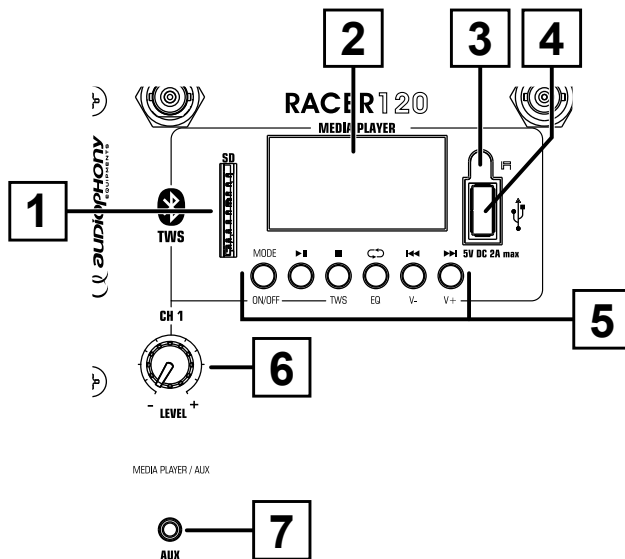 2
3
4
RACER120
MEDIA PLAYER
SD
1
TWS
5V DC 2A max
MODE
ON/OFF
TWS
EQ
V-
V+
5
CH 1
6
- +
LEVEL
MEDIA PLAYER / AUX
7
AUX
audiophony